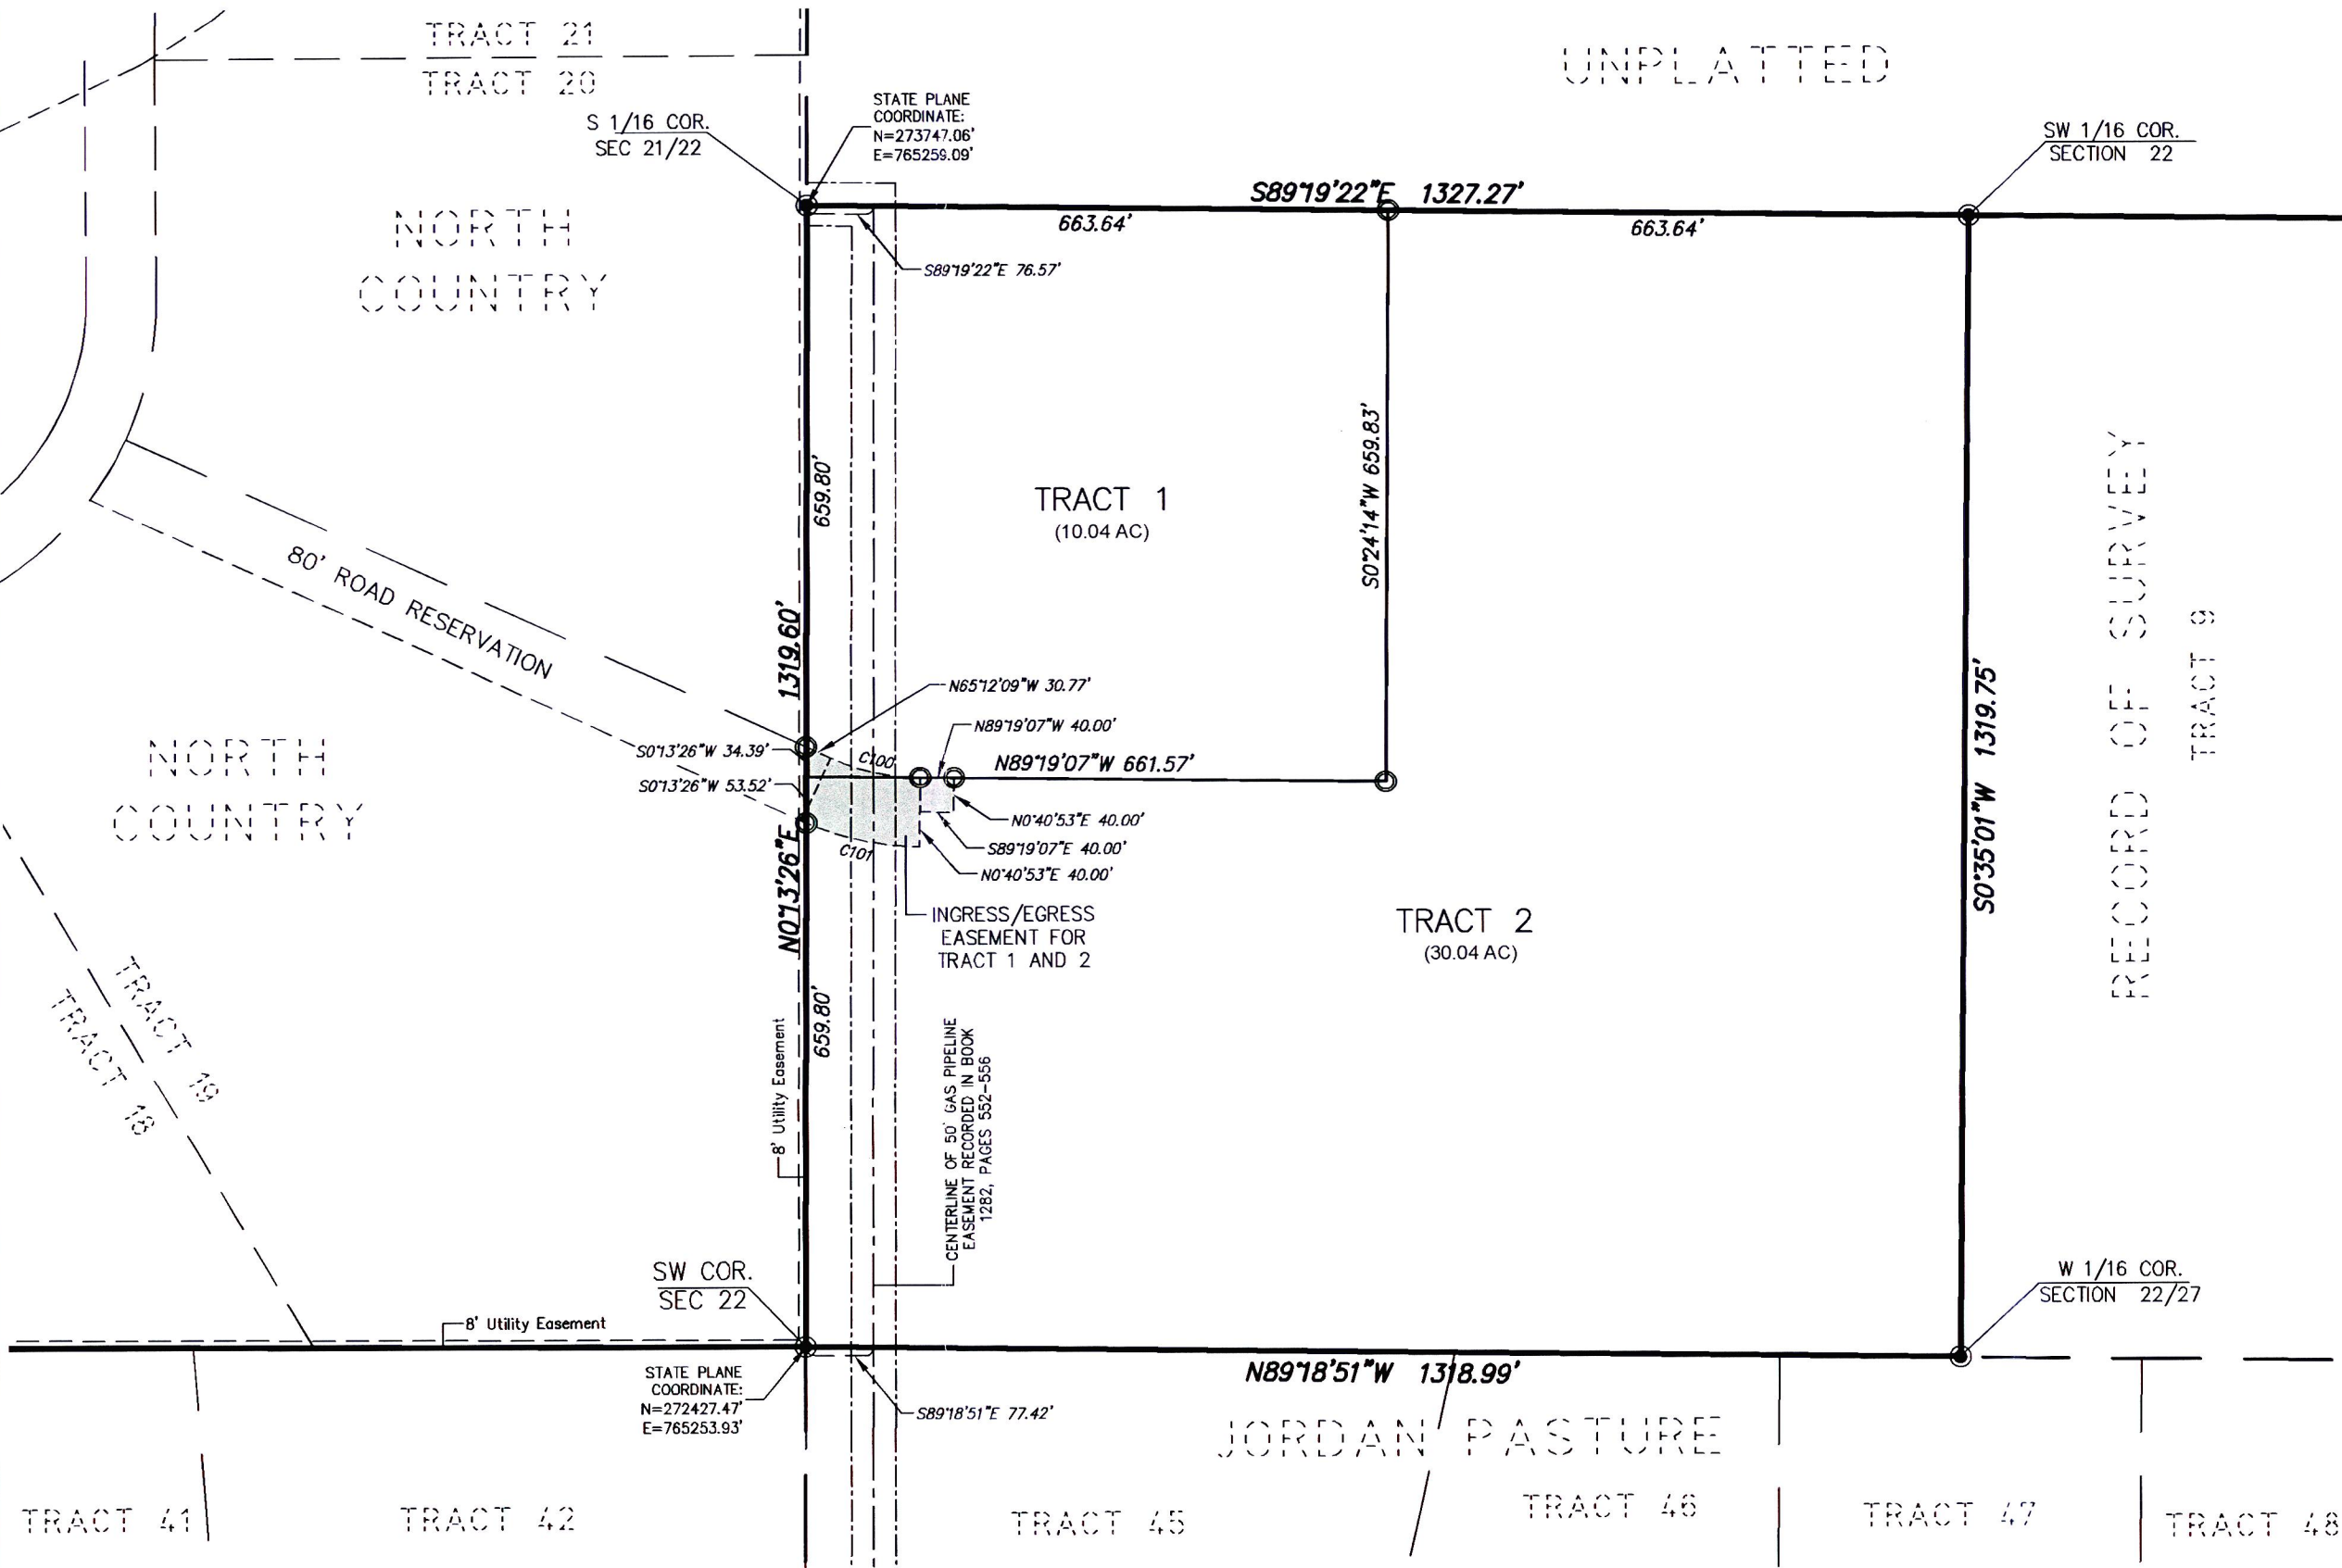 TRACT 21
TRACT 20
UNPLATTED
STATE PLANE
COORDINATE:
N=273747.06'
E=765259.09'
S 1/16 COR.
SEC 21/22
SW 1/16 COR.
SECTION 22
S89°19'22"E 1327.27'
663.64'
663.64'
NORTH
COUNTRY
S89°19'22"E 76.57'
659.80'
S0°24'14"W 659.83'
TRACT 1
(10.04 AC)
RECORD OF SURVEY
TRACT 9
80' ROAD RESERVATION
1319.60'
N0°13'26"E
S0°35'01"W 1319.75'
N65°12'09"W 30.77'
N89°19'07"W 40.00'
S0°13'26"W 34.39'
C100
N89°19'07"W 661.57'
S0°13'26"W 53.52'
NORTH
COUNTRY
N0°40'53"E 40.00'
S89°19'07"E 40.00'
C101
N0°40'53"E 40.00'
INGRESS/EGRESS
EASEMENT FOR
TRACT 1 AND 2
TRACT 2
(30.04 AC)
TRACT 19
TRACT 18
659.80'
8' Utility Easement
CENTERLINE OF 50' GAS PIPELINE
EASEMENT RECORDED IN BOOK
1282, PAGES 552-556
SW COR.
SEC 22
W 1/16 COR.
SECTION 22/27
8' Utility Easement
STATE PLANE
COORDINATE:
N=272427.47'
E=765253.93'
N89°18'51"W 1318.99'
S89°18'51"E 77.42'
JORDAN PASTURE
TRACT 41
TRACT 42
TRACT 45
TRACT 46
TRACT 47
TRACT 48